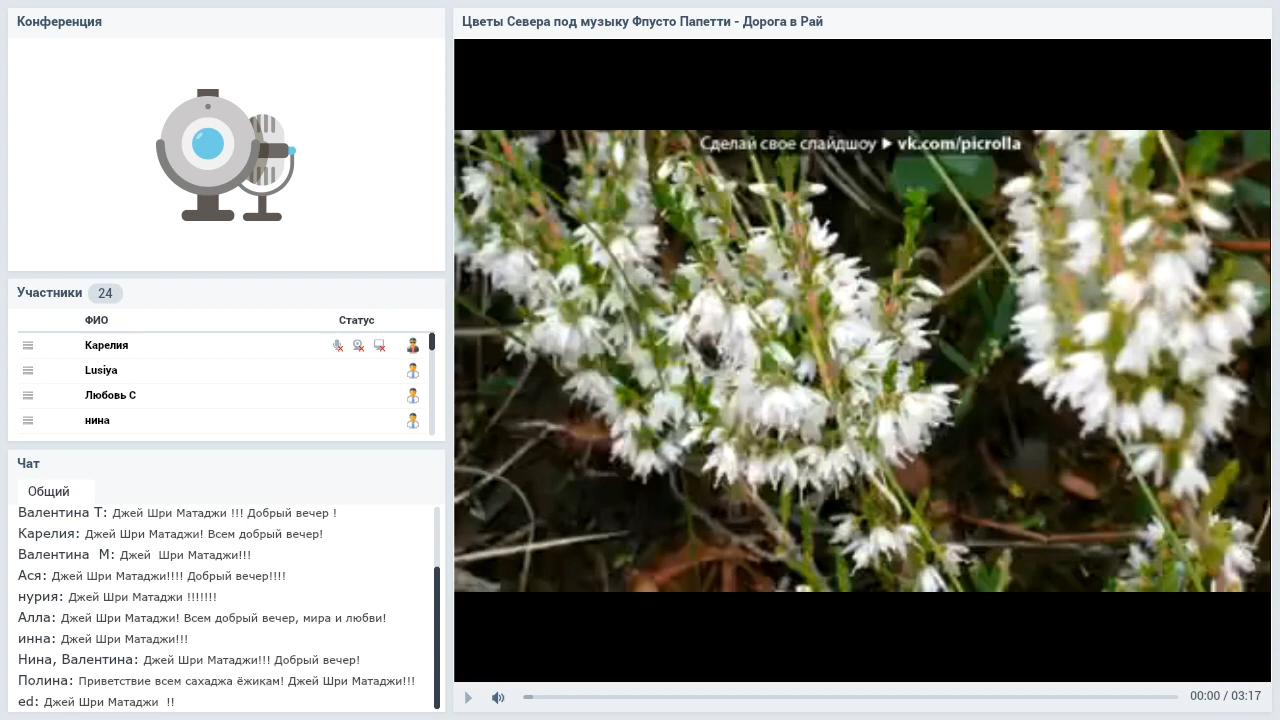 Конференция
Участники 24
ФИО Статус
Карелия
Lusiya
Любовь С
нина
Чат
Общий
Валентина Т: Джей Шри Матаджи !!! Добрый вечер !
Карелия: Джей Шри Матаджи! Всем добрый вечер!
Валентина  М: Джей  Шри Матаджи!!!
Ася: Джей Шри Матаджи!!!! Добрый вечер!!!!
нурия: Джей Шри Матаджи !!!!!!!
Алла: Джей Шри Матаджи! Всем добрый вечер, мира и любви!
инна: Джей Шри Матаджи!!!
Нина, Валентина: Джей Шри Матаджи!!! Добрый вечер!
Полина: Приветствие всем сахаджа ёжикам! Джей Шри Матаджи!!!
ed: Джей Шри Матаджи  !!
Цветы Севера под музыку Фпусто Папетти - Дорога в Рай
Сделай свое слайдшоу ▶ vk.com/picrolla
00:00 / 03:17